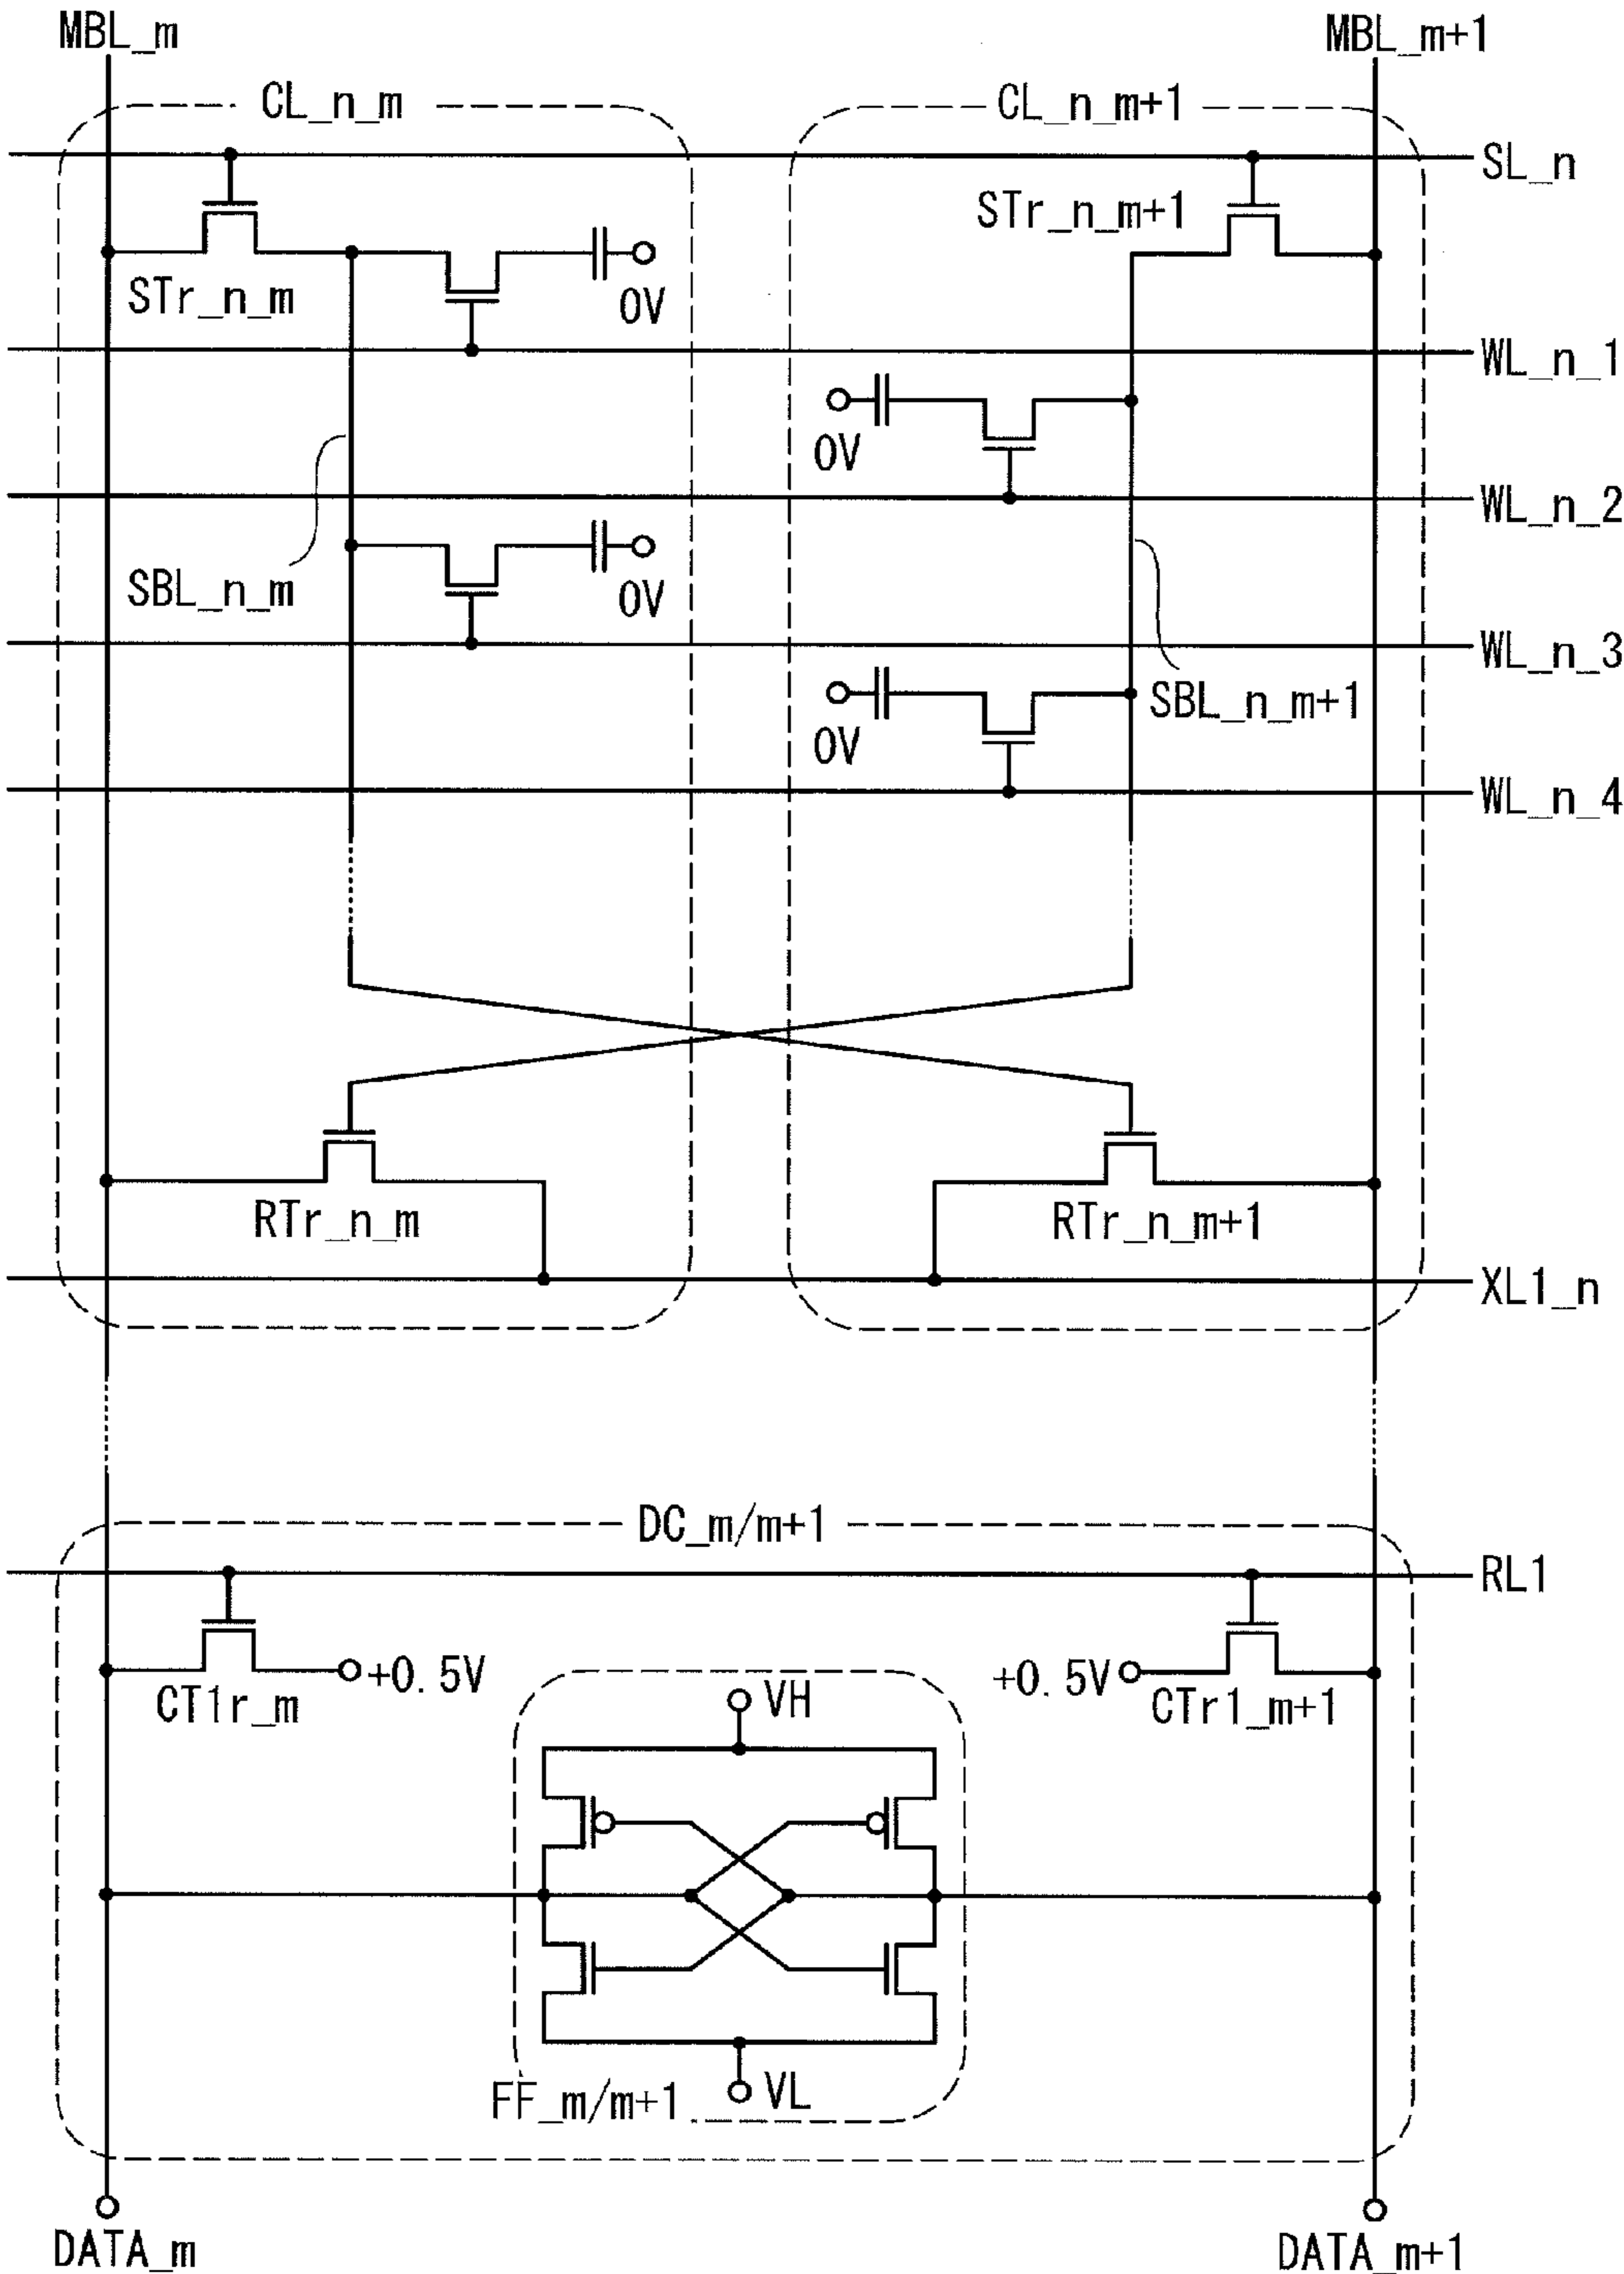 MBL_m
MBL_m+1
CL_n_m
CL_n_m+1
SL_n
STr_n_m+1
STr_n_m
0V
WL_n_1
0V
WL_n_2
SBL_n_m
0V
WL_n_3
SBL_n_m+1
0V
WL_n_4
RTr_n_m
RTr_n_m+1
XL1_n
DC_m/m+1
RL1
+0.5V
+0.5V
CT1r_m
VH
CTr1_m+1
FF_m/m+1
VL
DATA_m
DATA_m+1